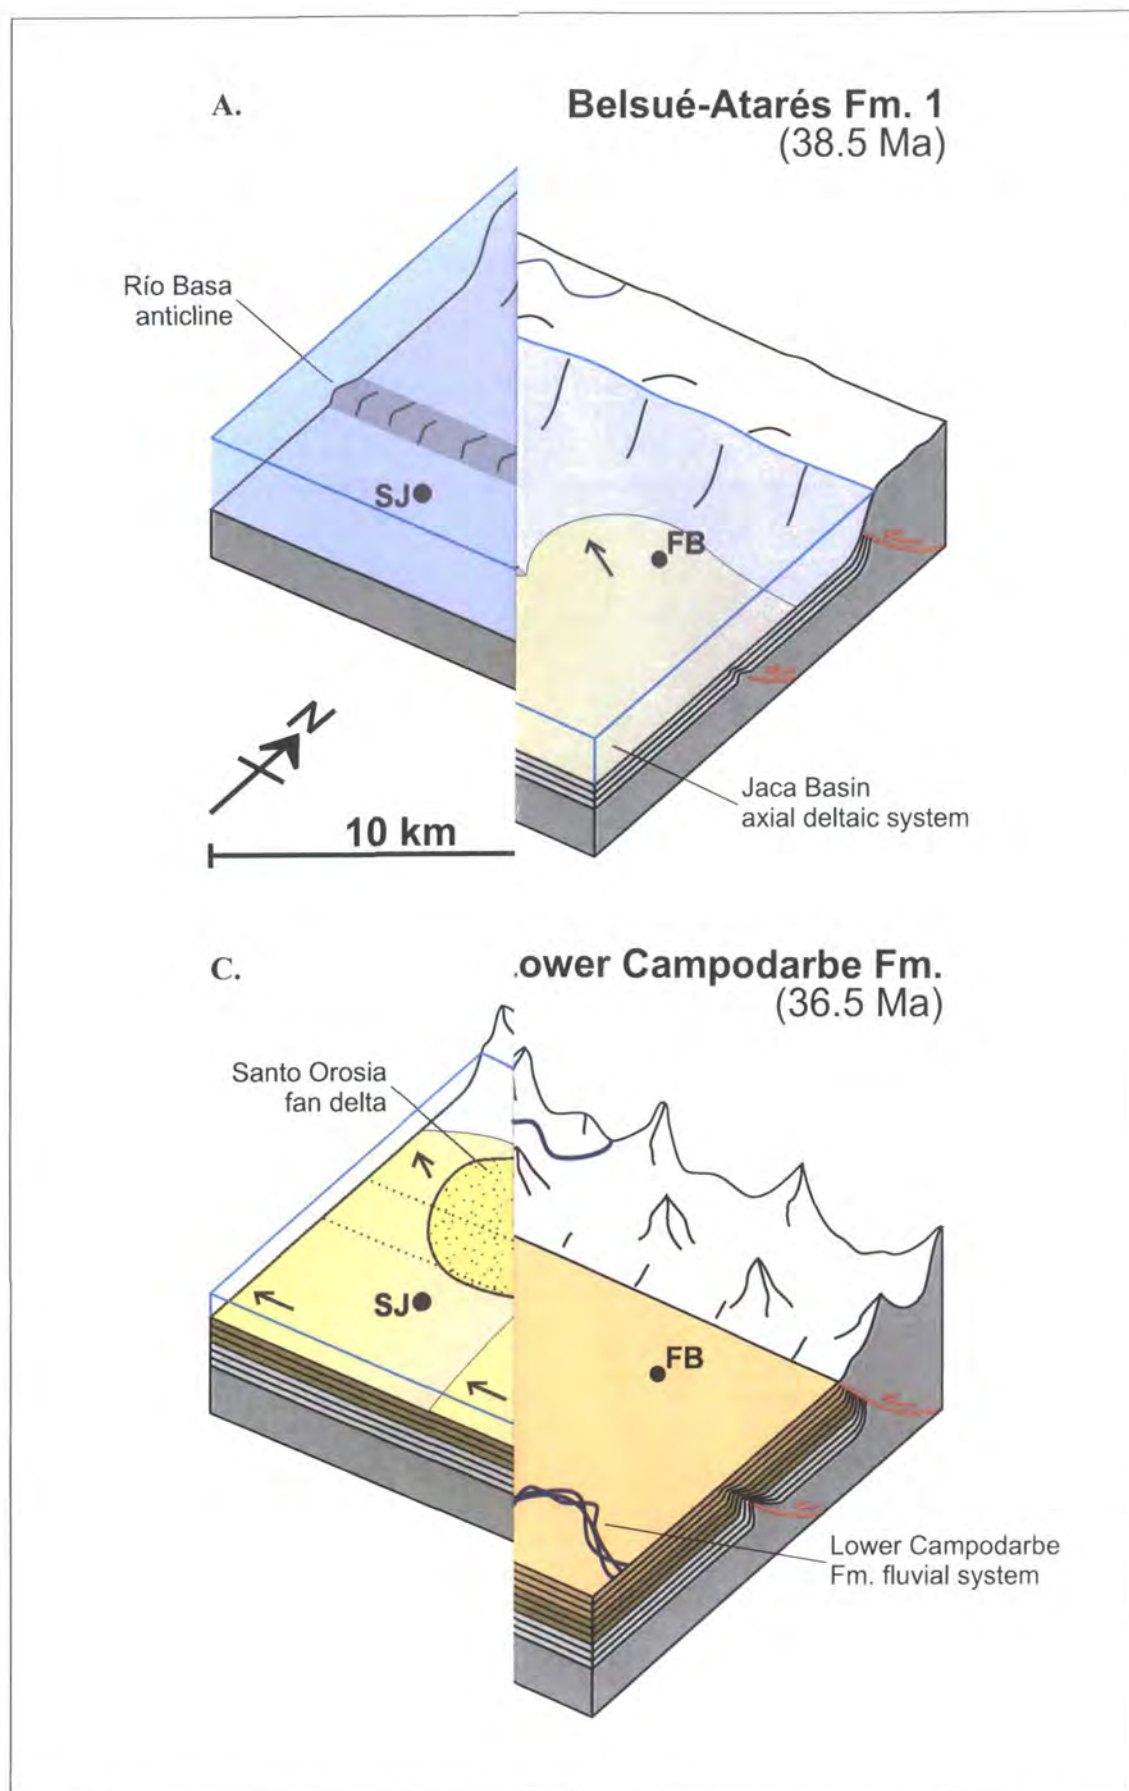 A.
Belsué-Atarés Fm. 1
(38.5 Ma)
Río Basa
anticline
SJ
FB
N
10 km
Jaca Basin
axial deltaic system
C.
.ower Campodarbe Fm.
(36.5 Ma)
Santo Orosia
fan delta
SJ
FB
Lower Campodarbe
Fm. fluvial system